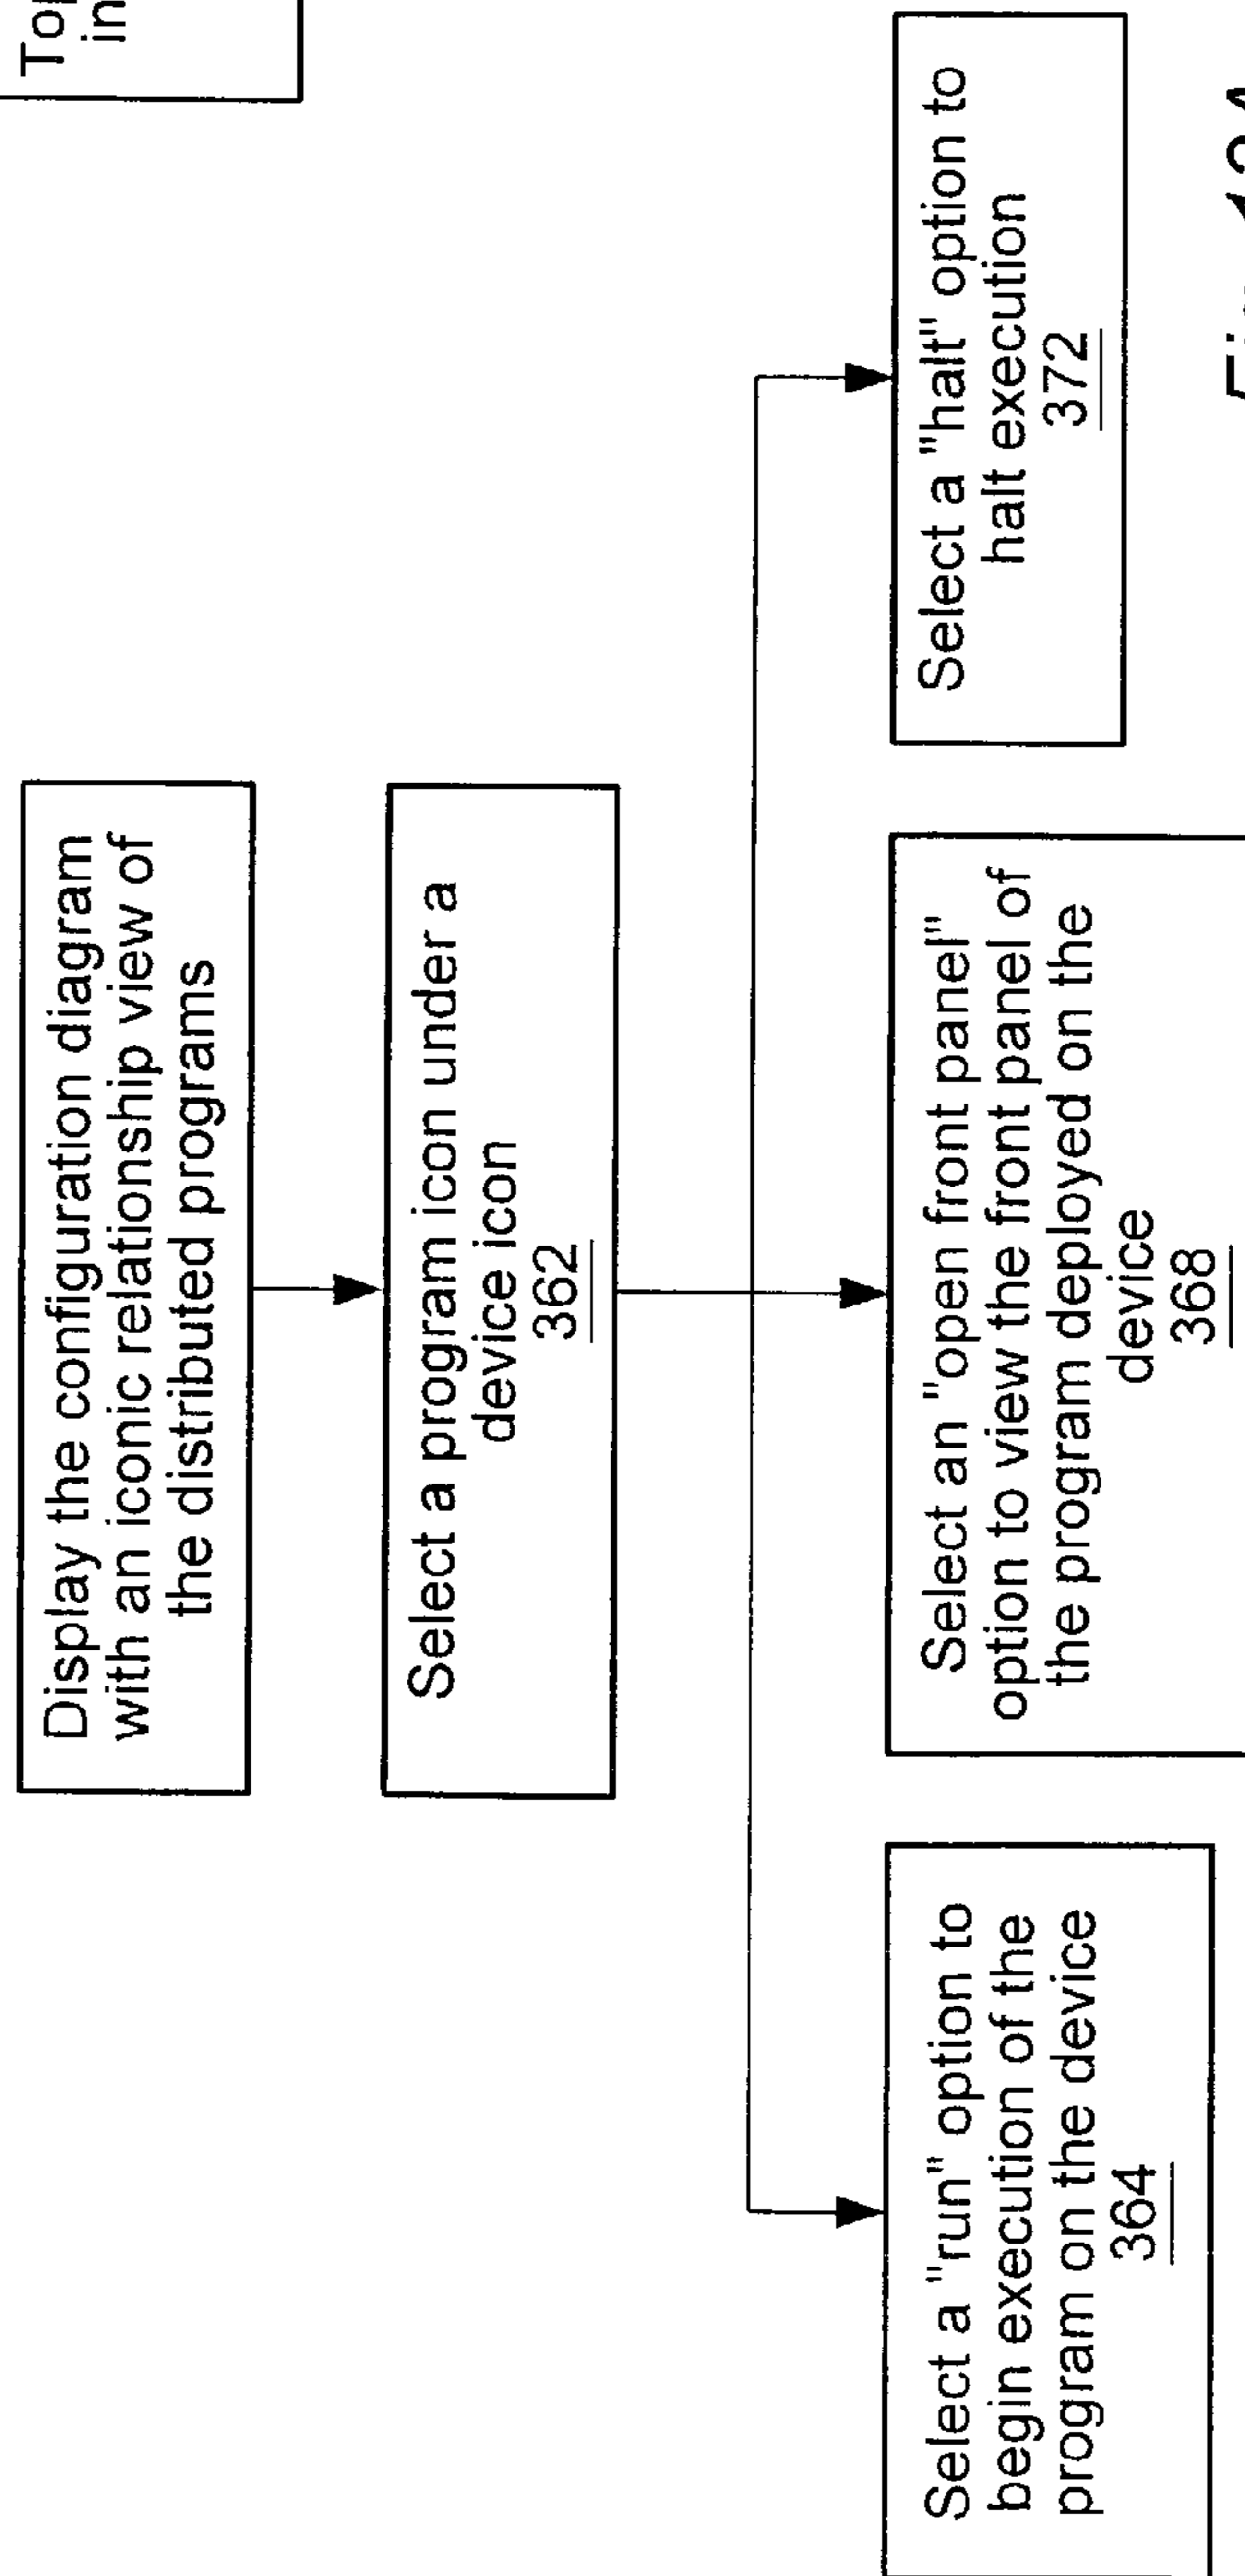 Display the configuration diagram
with an iconic relationship view of
the distributed programs
Select a program icon under a
device icon
362
Select a "run" option to
begin execution of the
program on the device
364
Select an "open front panel"
option to view the front panel of
the program deployed on the
device
368
Select a "halt" option to
halt execution
372
in